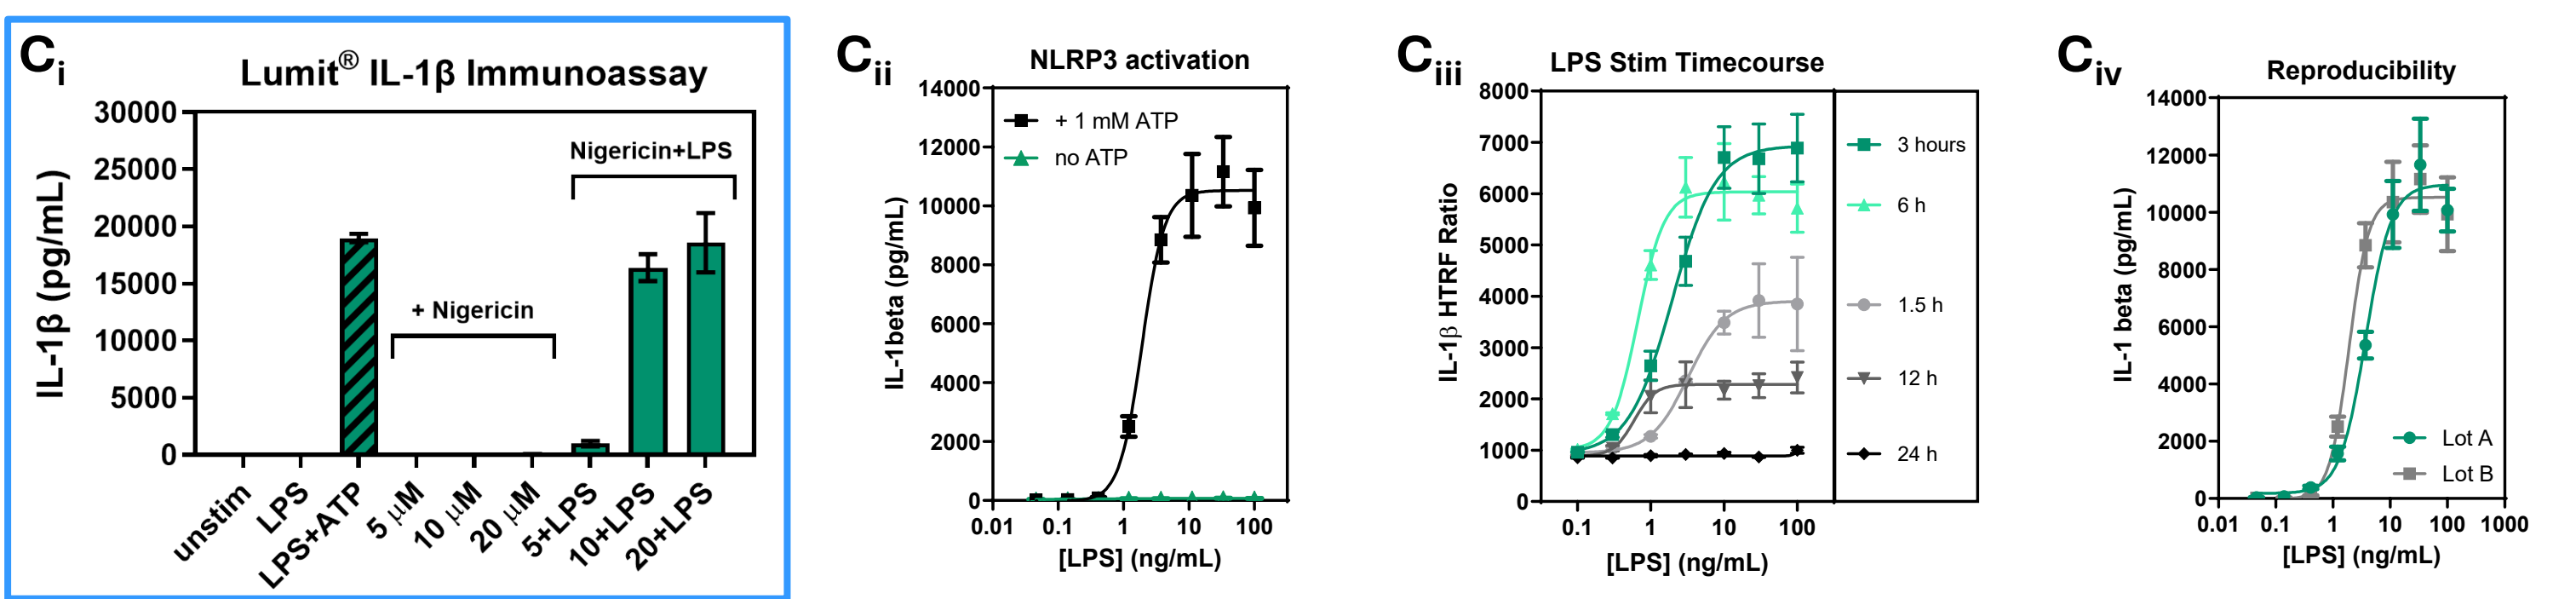 Ci
Lumit® IL-1β Immunoassay
IL-1β (pg/mL)
30000
25000
20000
15000
10000
5000
0
Nigericin+LPS
+ Nigericin
unstim
LPS
LPS+ATP
5 μM
10 μM
20 μM
5+LPS
10+LPS
20+LPS
Cii
NLRP3 activation
IL-1beta (pg/mL)
14000
12000
10000
8000
6000
4000
2000
0
+ 1 mM ATP
no ATP
0.01 0.1 1 10 100
[LPS] (ng/mL)
Ciii
LPS Stim Timecourse
IL-1β HTRF Ratio
8000
7000
6000
5000
4000
3000
2000
1000
0
0.1 1 10 100
[LPS] (ng/mL)
3 hours
6 h
1.5 h
12 h
24 h
Civ
Reproducibility
IL-1 beta (pg/mL)
14000
12000
10000
8000
6000
4000
2000
0
Lot A
Lot B
0.01 0.1 1 10 100 1000
[LPS] (ng/mL)